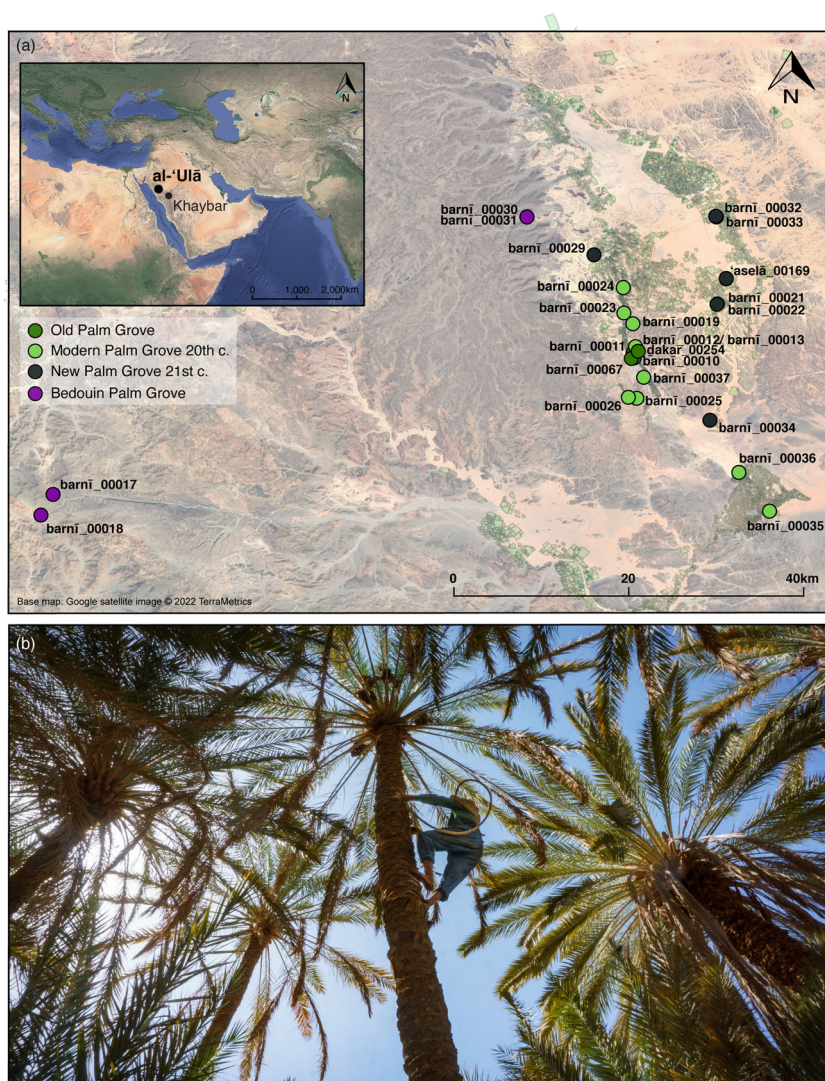 (a)
N
al-ʻUlā
Khaybar
0 1,000 2,000km
Old Palm Grove
Modern Palm Grove 20th c.
New Palm Grove 21st c.
Bedouin Palm Grove
N
barnī_00030
barnī_00031
barnī_00032
barnī_00033
barnī_00029
ʻaselā_00169
barnī_00024
barnī_00021
barnī_00022
barnī_00023
barnī_00019
barnī_00012/ barnī_00013
barnī_00011
dakar_00254
barnī_00010
barnī_00067
barnī_00037
barnī_00026
barnī_00025
barnī_00034
barnī_00036
barnī_00017
barnī_00018
barnī_00035
0 20 40km
Base map: Google satellite image © 2022 TerraMetrics
(b)